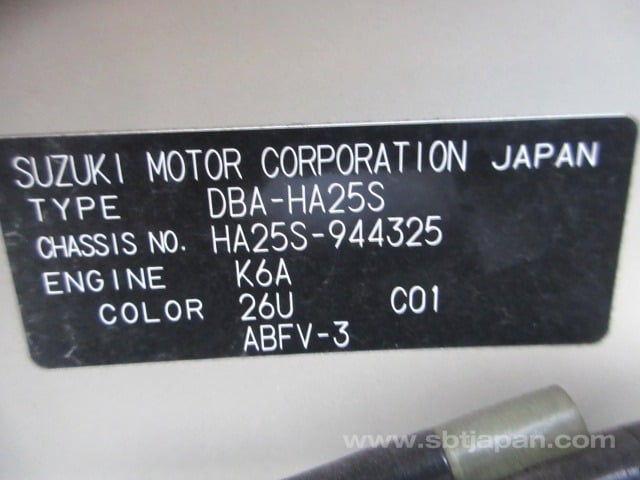 SUZUKI MOTOR CORPORATION JAPAN
TYPE DBA-HA25S
CHASSIS NO. HA25S-944325
ENGINE K6A
COLOR 26U C01
ABFV-3
www.sbtjapan.com